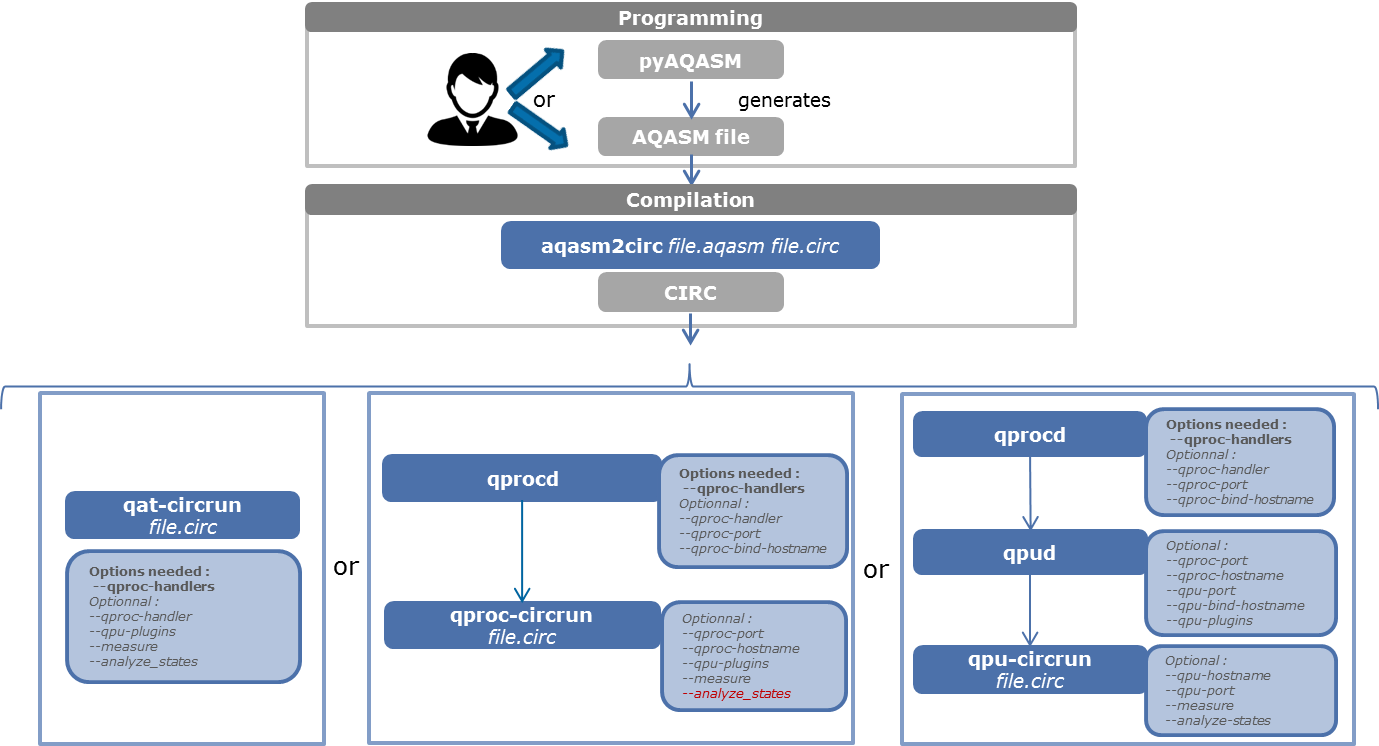 Programming
pyAQASM
or
generates
AQASM file
Compilation
aqasm2circ file.aqasm file.circ
CIRC
qat-circrun
file.circ
Options needed :
--qproc-handlers
Optionnal :
--qproc-handler
--qpu-plugins
--measure
--analyze_states
or
qprocd
Options needed :
--qproc-handlers
Optionnal :
--qproc-handler
--qproc-port
--qproc-bind-hostname
qproc-circrun
file.circ
Optionnal :
--qproc-port
--qproc-hostname
--qpu-plugins
--measure
--analyze_states
or
qprocd
Options needed :
--qproc-handlers
Optionnal :
--qproc-handler
--qproc-port
--qproc-bind-hostname
qpud
Optional :
--qproc-port
--qproc-hostname
--qpu-port
--qpu-bind-hostname
--qpu-plugins
qpu-circrun
file.circ
Optional :
--qpu-hostname
--qpu-port
--measure
--analyze-states